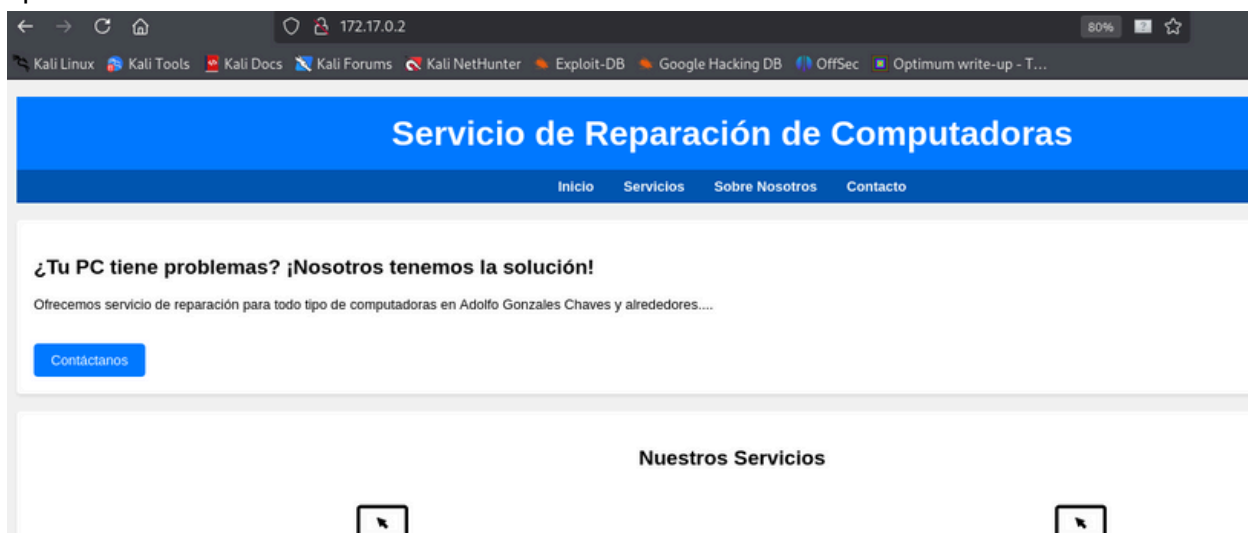 172.17.0.2
80%
Kali Linux Kali Tools Kali Docs Kali Forums Kali NetHunter Exploit-DB Google Hacking DB OffSec Optimum write-up - T...
Servicio de Reparación de Computadoras
Inicio Servicios Sobre Nosotros Contacto
¿Tu PC tiene problemas? ¡Nosotros tenemos la solución!
Ofrecemos servicio de reparación para todo tipo de computadoras en Adolfo Gonzales Chaves y alrededores....
Contáctanos
Nuestros Servicios